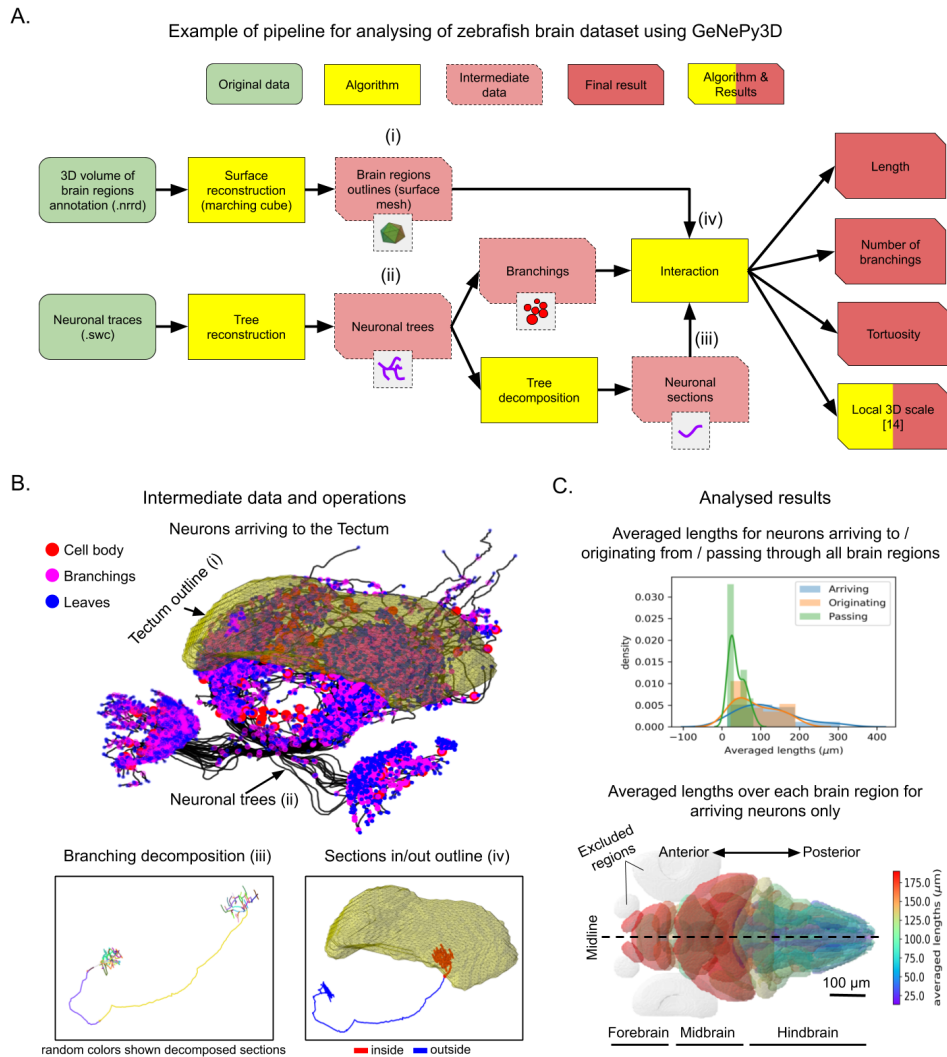 A.
Example of pipeline for analysing of zebrafish brain dataset using GeNePy3D
Original data
Algorithm
Intermediate
data
Final result
Algorithm &
Results
(i)
3D volume of
brain regions
annotation (.nrrd)
Surface
reconstruction
(marching cube)
Brain regions
outlines (surface
mesh)
Length
(iv)
(ii)
Branchings
Interaction
Number of
branchings
Neuronal traces
(.swc)
Tree
reconstruction
Neuronal trees
(iii)
Tortuosity
Tree
decomposition
Neuronal
sections
Local 3D scale
[14]
B.
Intermediate data and operations
Neurons arriving to the Tectum
Cell body
Branchings
Leaves
Tectum outline (i)
Neuronal trees (ii)
Branching decomposition (iii)
random colors shown decomposed sections
Sections in/out outline (iv)
inside
outside
C.
Analysed results
Averaged lengths for neurons arriving to /
originating from / passing through all brain regions
Arriving
Originating
Passing
density
0.030
0.025
0.020
0.015
0.010
0.005
0.000
−100
0
100
200
300
400
Averaged lengths (μm)
Averaged lengths over each brain region for
arriving neurons only
Excluded
regions
Anterior
Posterior
Midline
175.0
150.0
125.0
100.0
75.0
50.0
25.0
averaged lengths (μm)
100 μm
Forebrain
Midbrain
Hindbrain